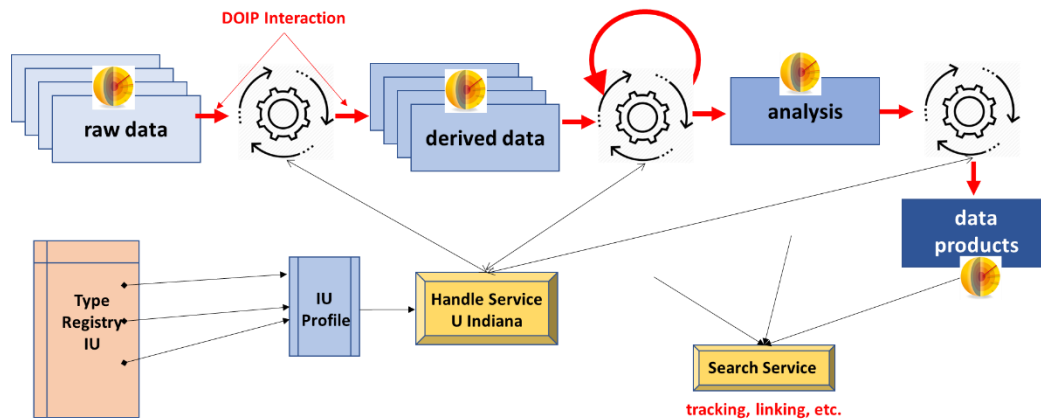 DOIP Interaction
raw data
derived data
analysis
data
products
Type
Registry
IU
IU
Profile
Handle Service
U Indiana
Search Service
tracking, linking, etc.